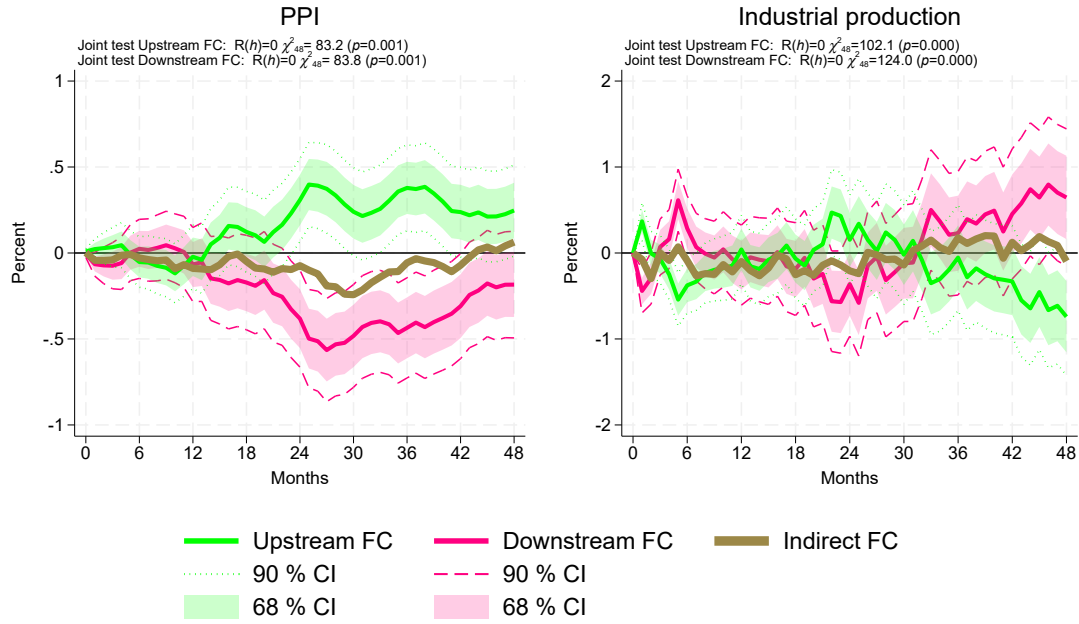 PPI
Joint test Upstream FC: R(h)=0 χ²₄₈= 83.2 (p=0.001)
Joint test Downstream FC: R(h)=0 χ²₄₈= 83.8 (p=0.001)
1
.5
0
-.5
-1
Percent
0 6 12 18 24 30 36 42 48
Months
Industrial production
Joint test Upstream FC: R(h)=0 χ²₄₈=102.1 (p=0.000)
Joint test Downstream FC: R(h)=0 χ²₄₈=124.0 (p=0.000)
2
1
0
-1
-2
Percent
0 6 12 18 24 30 36 42 48
Months
Upstream FC Downstream FC Indirect FC
90 % CI 90 % CI
68 % CI 68 % CI